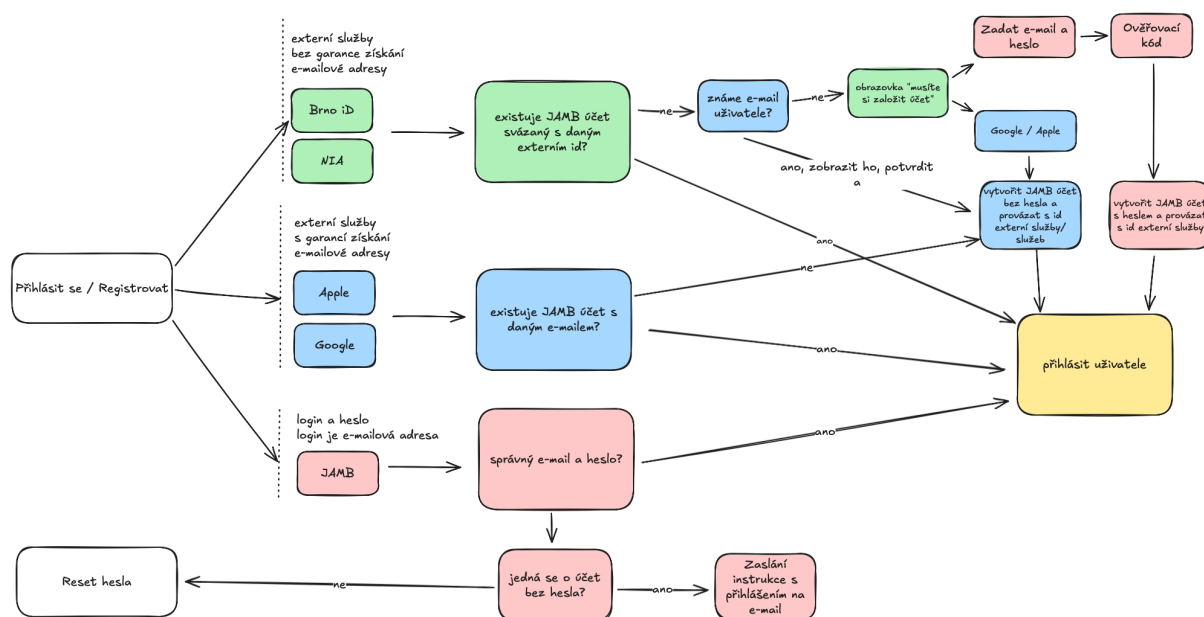 externí služby
bez garance získání
e-mailové adresy
Brno iD
NIA
existuje JAMB účet
svázaný s daným
externím id?
ne
známe e-mail
uživatele?
ne
obrazovka "musíte
si založit účet"
Zadat e-mail a
heslo
Ověřovací
kód
Google / Apple
ano, zobrazit ho, potvrdit
a
vytvořit JAMB účet
bez hesla a
provázat s id
externí služby/
služeb
vytvořit JAMB účet
s heslem a provázat
s id externí služby
ano
externí služby
s garancí získání
e-mailové adresy
Přihlásit se / Registrovat
Apple
Google
existuje JAMB účet s
daným e-mailem?
ne
ano
přihlásit uživatele
login a heslo
login je e-mailová adresa
JAMB
správný e-mail a heslo?
ano
Reset hesla
ne
jedná se o účet
bez hesla?
ano
Zaslání
instrukce s
přihlášením na
e-mail